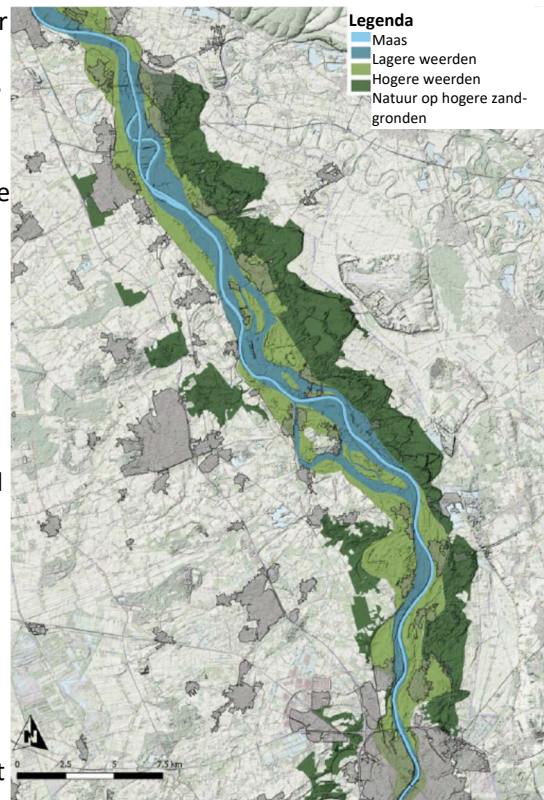 Legenda
Maas
Lagere weerden
Hogere weerden
Natuur op hogere zand-
gronden
r
e
l
t
N
0 2.5 5 7.5 km